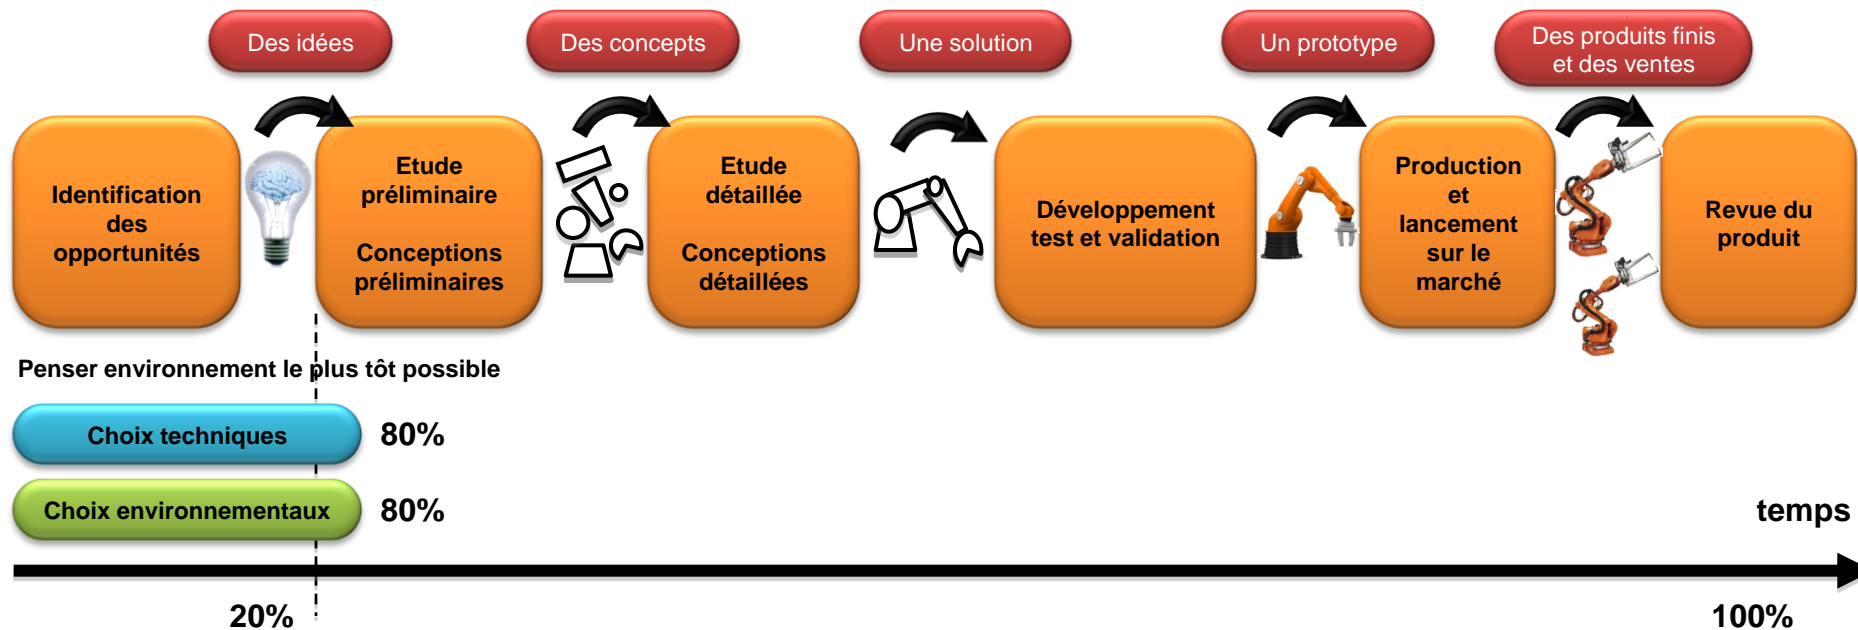 Des idées
Des concepts
Une solution
Un prototype
Des produits finis
et des ventes
Identification
des
opportunités
Etude
préliminaire
Conceptions
préliminaires
Etude
détaillée
Conceptions
détaillées
Développement
test et validation
Production
et
lancement
sur le
marché
Revue du
produit
Penser environnement le plus tôt possible
Choix techniques
80%
Choix environnementaux
80%
temps
20%
100%